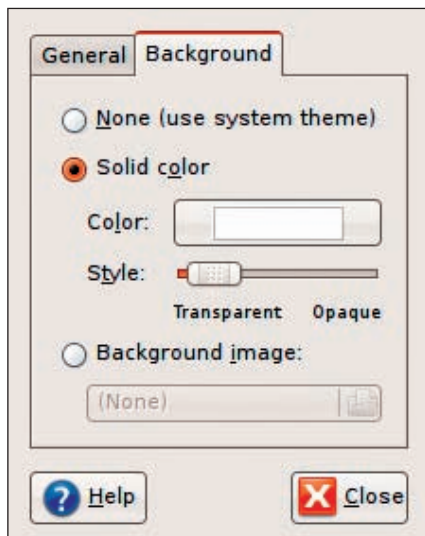 General Background
None (use system theme)
Solid color
Color:
Style:
Transparent Opaque
Background image:
(None)
Help Close